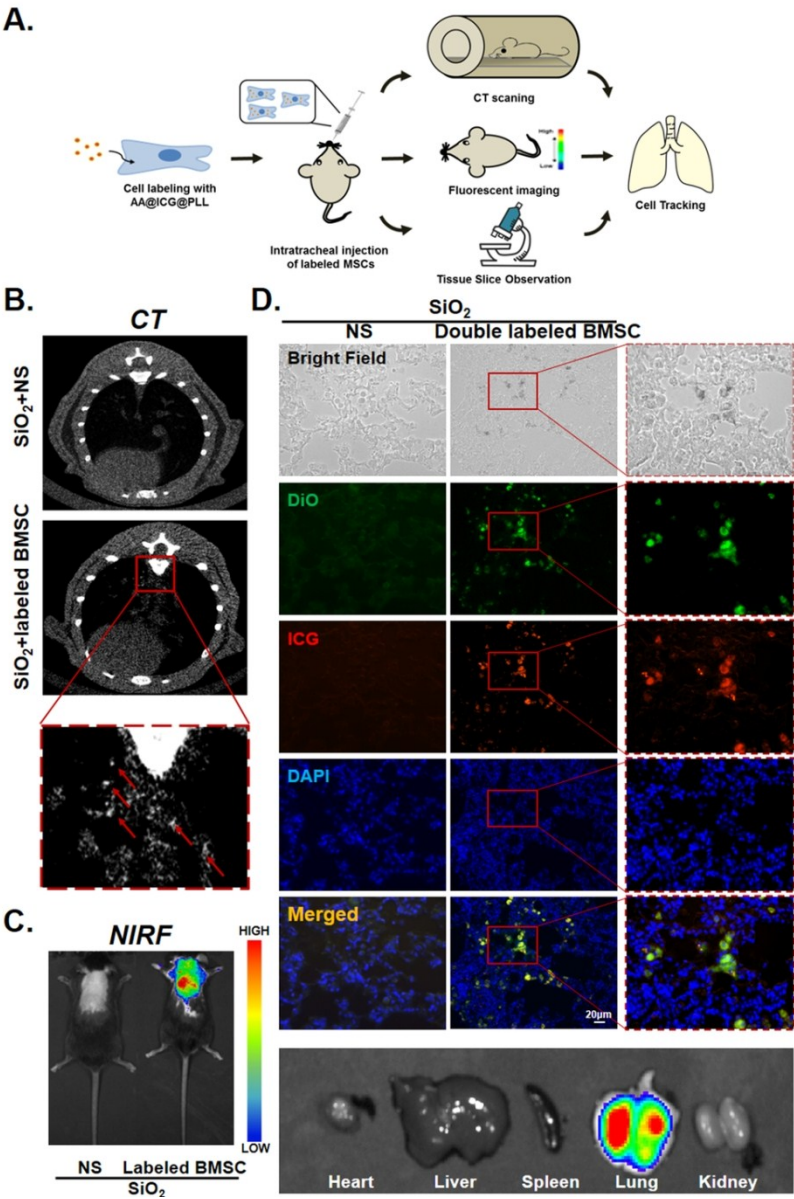 A.
Cell labeling with
AA@ICG@PLL
Intratracheal injection
of labeled MSCs
CT scaning
High
Low
Fluorescent imaging
Tissue Slice Observation
Cell Tracking
B.
CT
SiO₂+NS
SiO₂+labeled BMSC
C.
NIRF
HIGH
LOW
NS Labeled BMSC
SiO₂
D.
SiO₂
NS Double labeled BMSC
Bright Field
DiO
ICG
DAPI
Merged
20μm
Heart Liver Spleen Lung Kidney